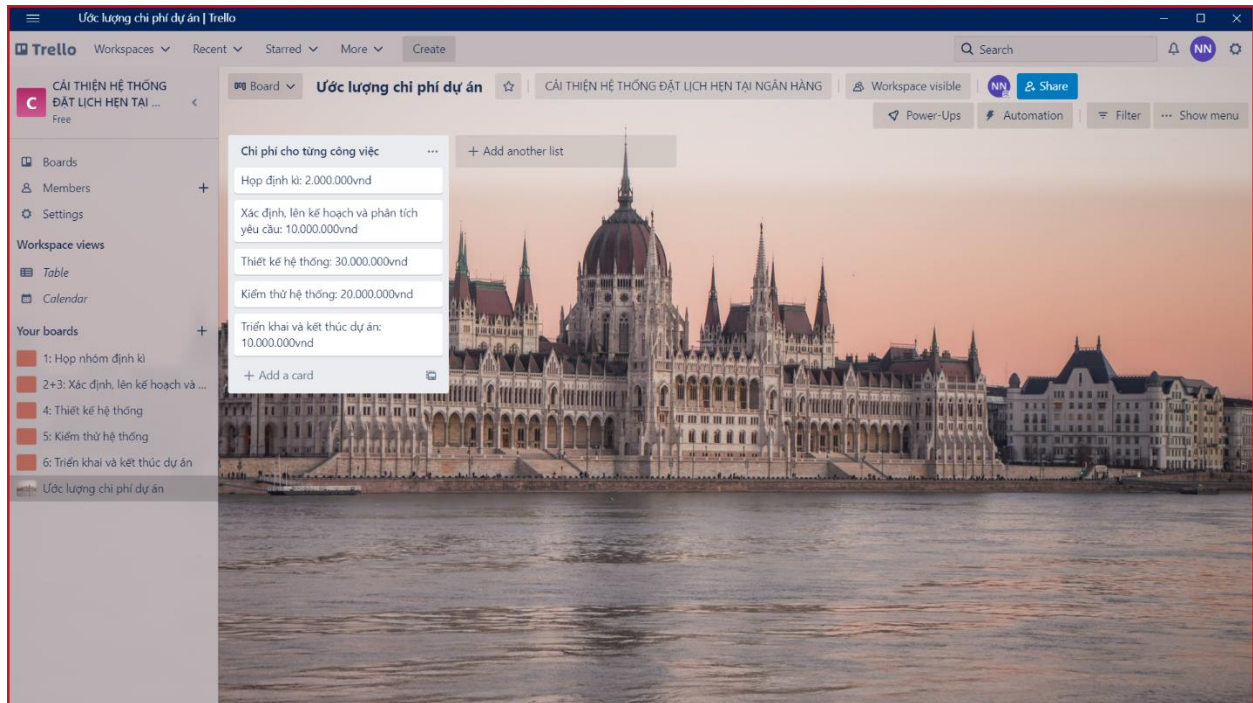 Ước lượng chi phí dự án | Trello
Trello Workspaces Recent Starred More Create Search NN
C
CẢI THIỆN HỆ THỐNG
ĐẶT LỊCH HẸN TẠI ...
Free
Board Ước lượng chi phí dự án CẢI THIỆN HỆ THỐNG ĐẶT LỊCH HẸN TẠI NGÂN HÀNG Workspace visible NN Share
Power-Ups Automation Filter ... Show menu
Boards
Members +
Settings
Workspace views
Table
Calendar
Your boards +
1: Họp nhóm định kì
2+3: Xác định, lên kế hoạch và ...
4: Thiết kế hệ thống
5: Kiểm thử hệ thống
6: Triển khai và kết thúc dự án
Ước lượng chi phí dự án
Chi phí cho từng công việc ...
Họp định kì: 2.000.000vnd
Xác định, lên kế hoạch và phân tích
yêu cầu: 10.000.000vnd
Thiết kế hệ thống: 30.000.000vnd
Kiểm thử hệ thống: 20.000.000vnd
Triển khai và kết thúc dự án:
10.000.000vnd
+ Add a card
+ Add another list